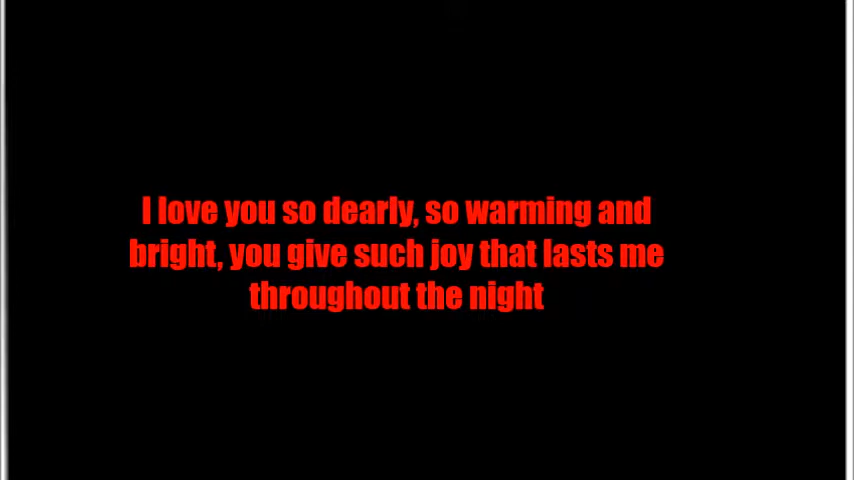 I love you so dearly, so warming and
bright, you give such joy that lasts me
throughout the night